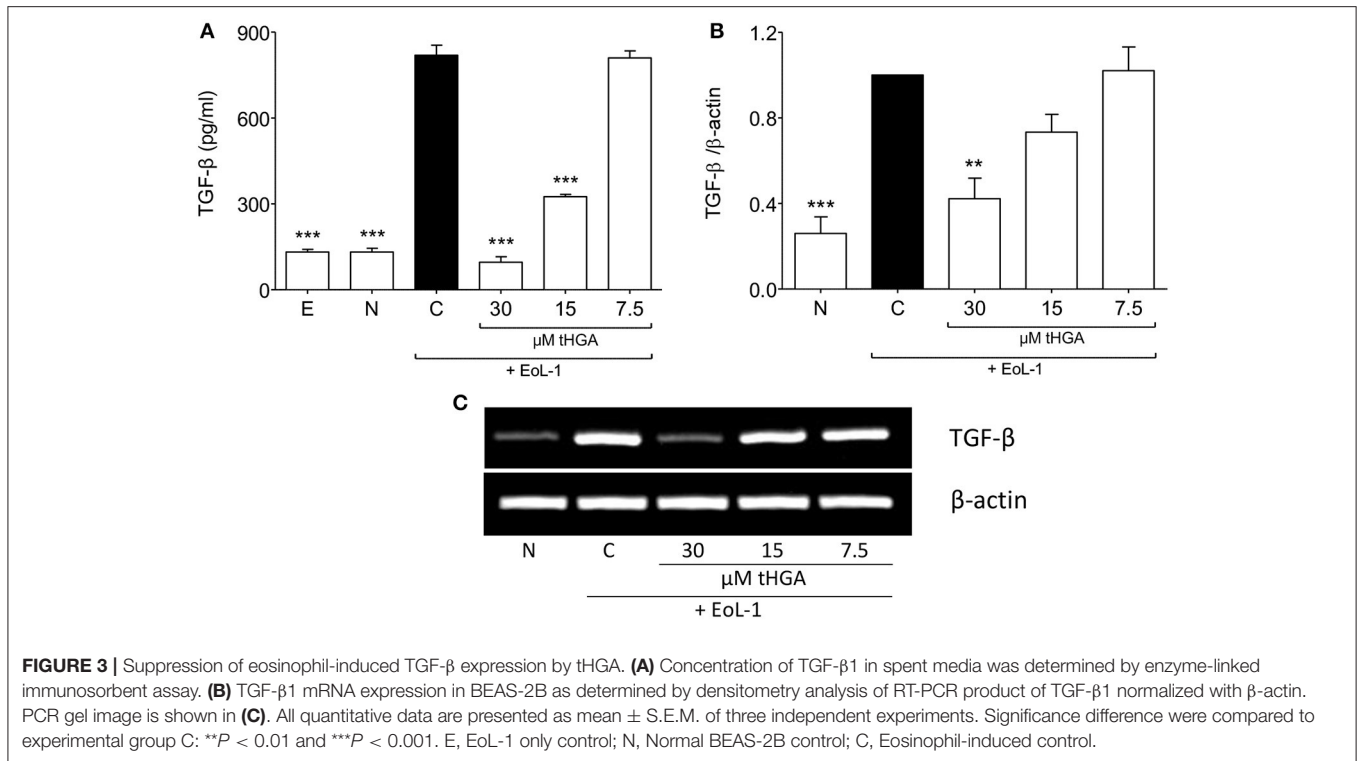 A
900
600
300
0
TGF-β (pg/ml)
***
***
***
***
E
N
C
30
15
7.5
μM tHGA
+ EoL-1
B
1.2
0.8
0.4
0.0
TGF-β /β-actin
***
**
N
C
30
15
7.5
μM tHGA
+ EoL-1
C
TGF-β
β-actin
N
C
30
15
7.5
μM tHGA
+ EoL-1
FIGURE 3 | Suppression of eosinophil-induced TGF-β expression by tHGA. (A) Concentration of TGF-β1 in spent media was determined by enzyme-linked
immunosorbent assay. (B) TGF-β1 mRNA expression in BEAS-2B as determined by densitometry analysis of RT-PCR product of TGF-β1 normalized with β-actin.
PCR gel image is shown in (C). All quantitative data are presented as mean ± S.E.M. of three independent experiments. Significance difference were compared to
experimental group C: **P < 0.01 and ***P < 0.001. E, EoL-1 only control; N, Normal BEAS-2B control; C, Eosinophil-induced control.